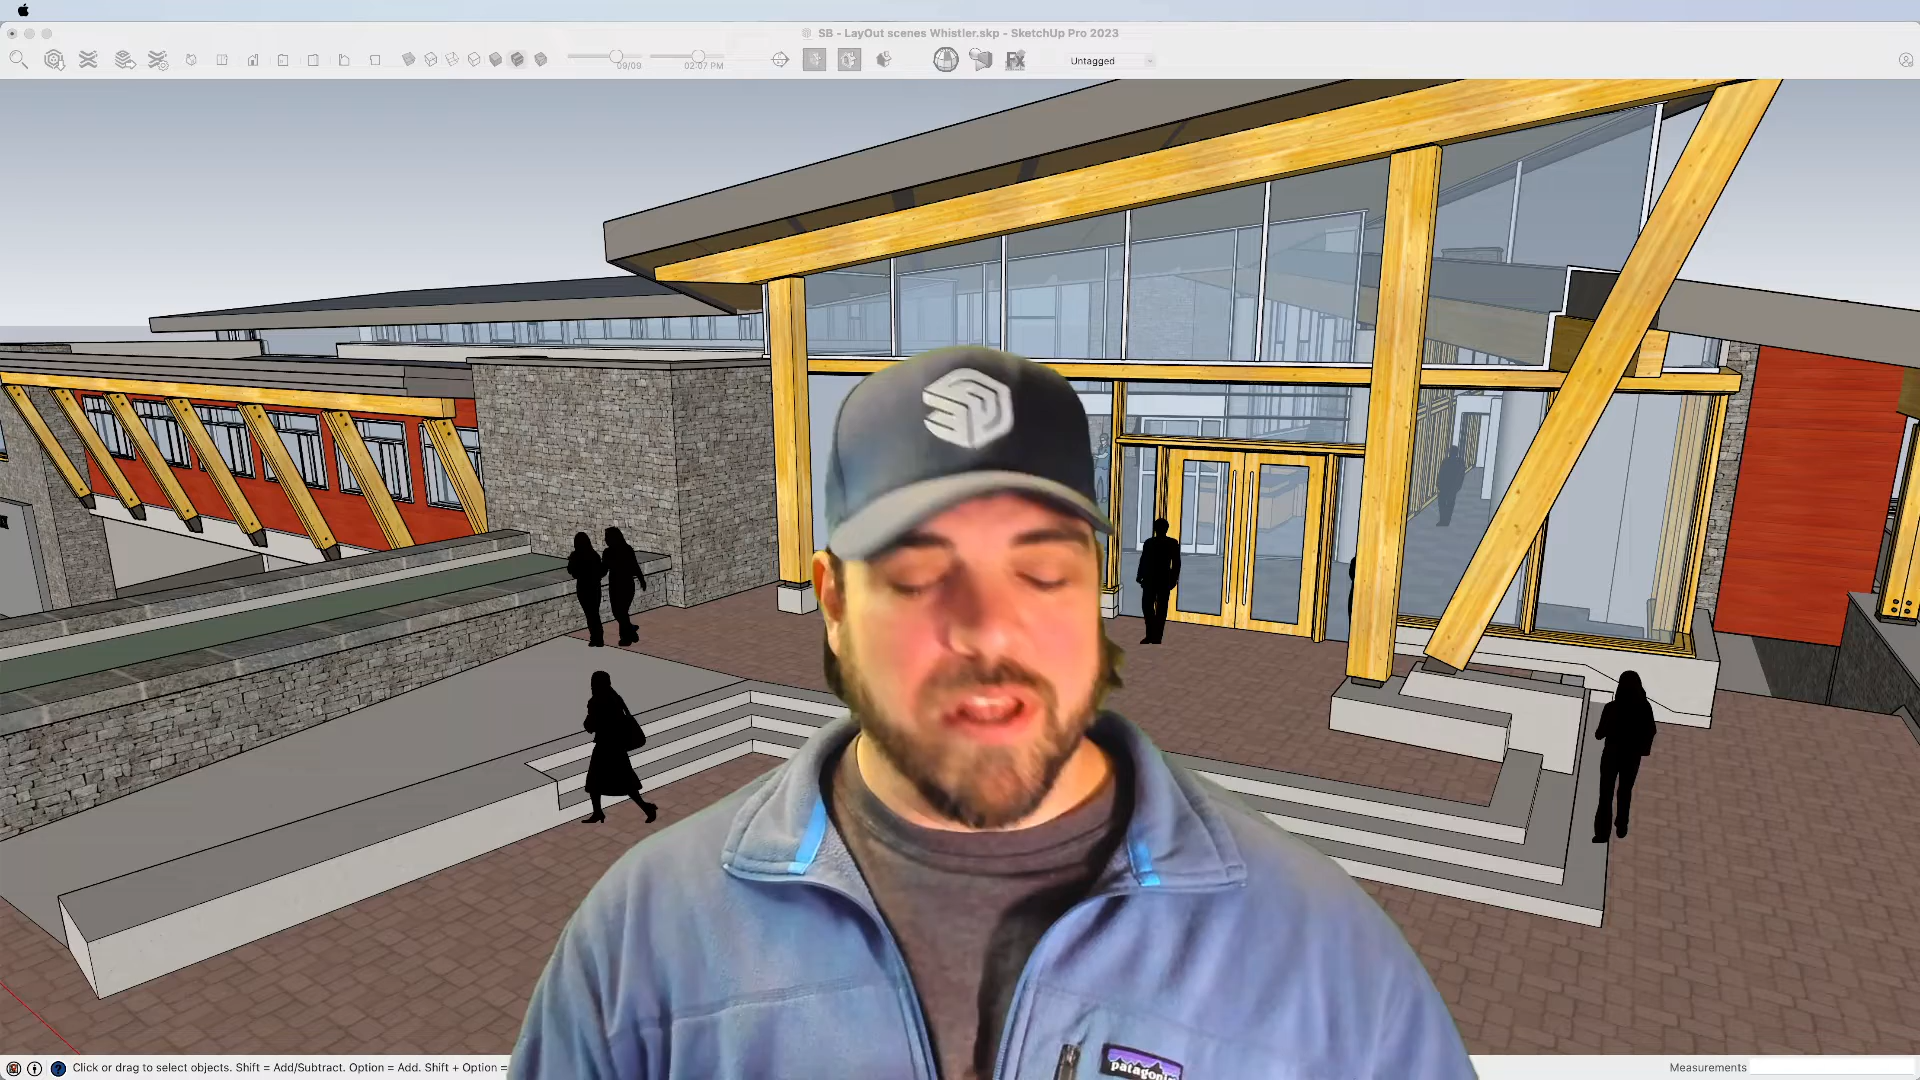 SB - LayOut scenes Whistler.skp - SketchUp Pro 2023
09/09
02:07 PM
Untagged
patagonia
Click or drag to select objects. Shift = Add/Subtract. Option = Add. Shift + Option =
Measurements